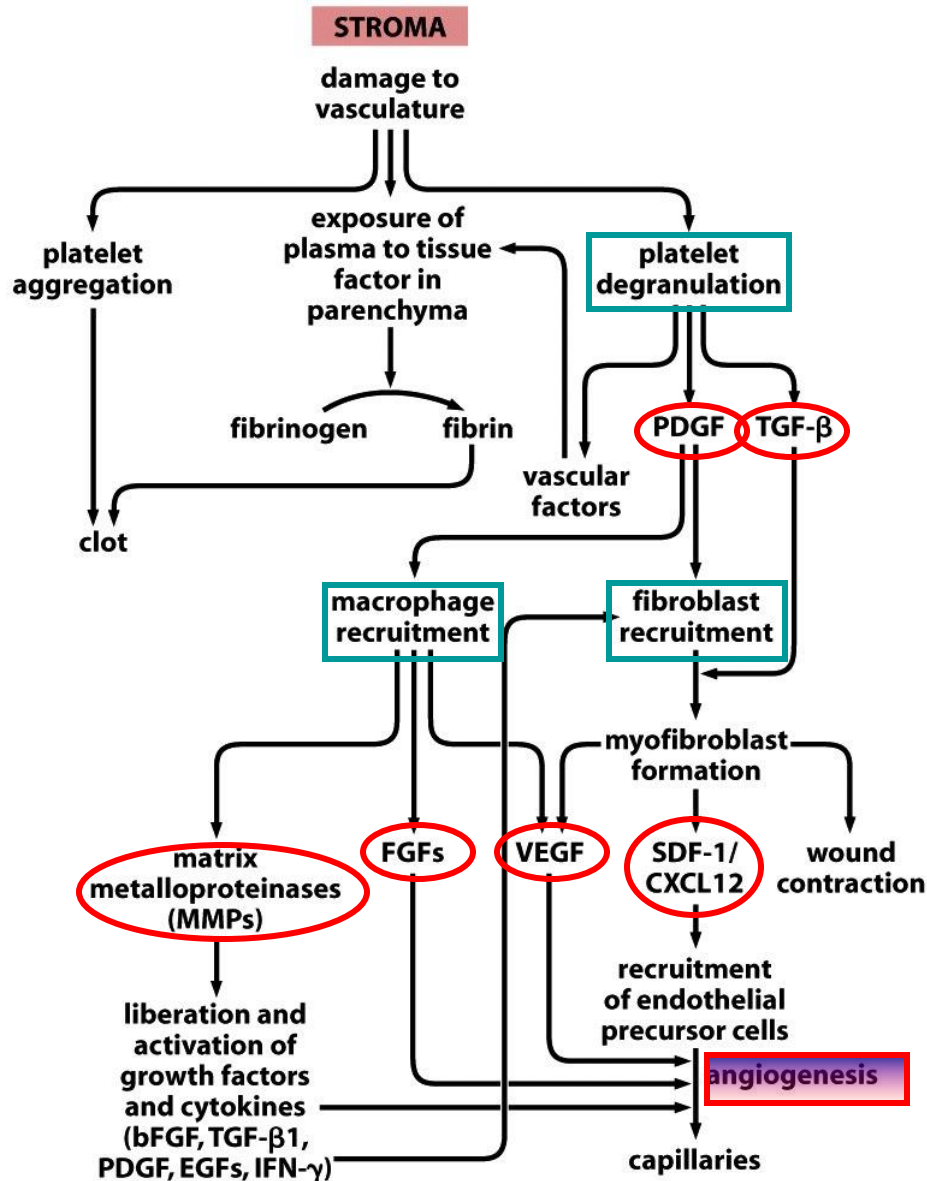 STROMA
damage to
vasculature
platelet
aggregation
exposure of
plasma to tissue
factor in
parenchyma
platelet
degranulation
fibrinogen
fibrin
PDGF
TGF-β
vascular
factors
clot
macrophage
recruitment
fibroblast
recruitment
myofibroblast
formation
matrix
metalloproteinases
(MMPs)
FGFs
VEGF
SDF-1/
CXCL12
wound
contraction
liberation and
activation of
growth factors
and cytokines
(bFGF, TGF-β1,
PDGF, EGFs, IFN-γ)
recruitment
of endothelial
precursor cells
angiogenesis
capillaries